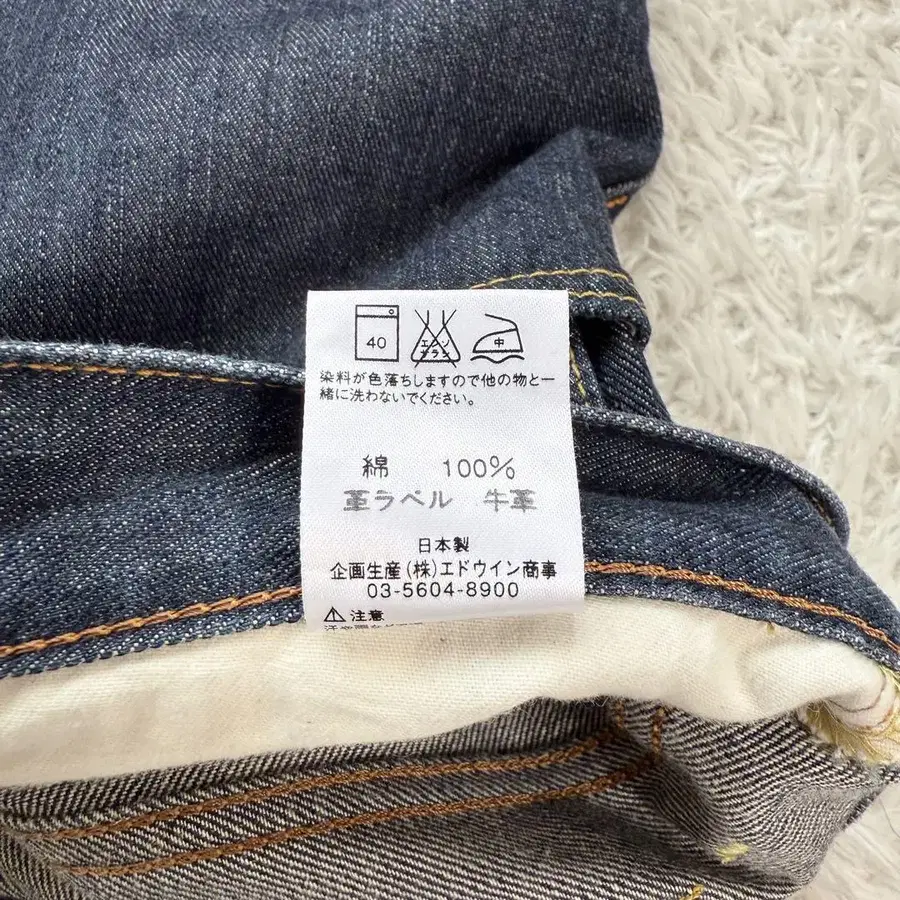 40
エンソ
サラシ
中
染料が色落ちしますので他の物と一
緒に洗わないでください。
綿 100%
革ラベル 牛革
日本製
企画生産(株)エドウイン商事
03-5604-8900
⚠注意